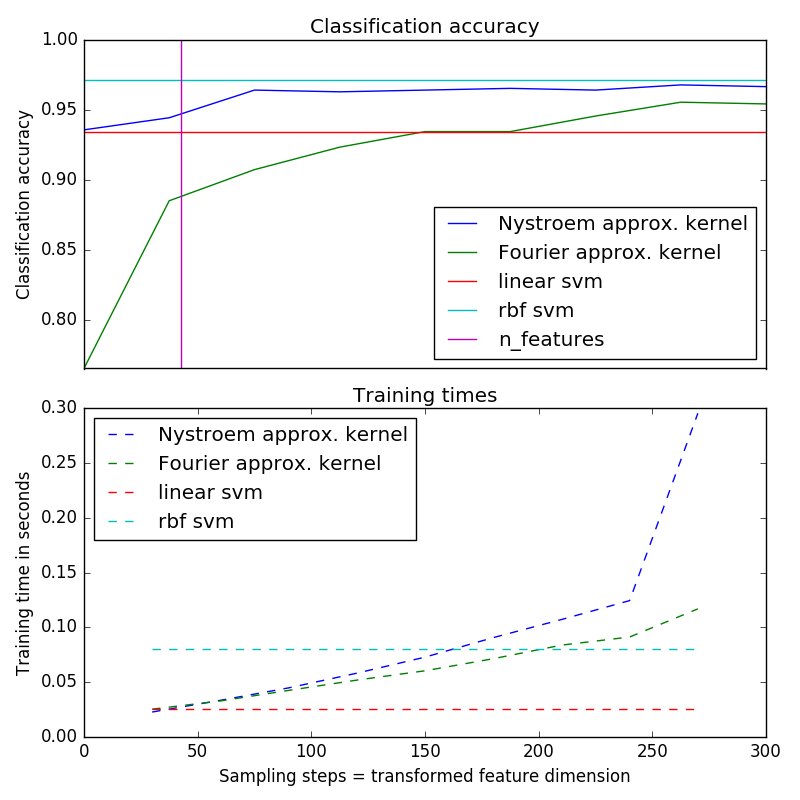 Classification accuracy
1.00
0.95
0.90
0.85
0.80
Classification accuracy
Nystroem approx. kernel
Fourier approx. kernel
linear svm
rbf svm
n_features
Training times
0.30
0.25
0.20
0.15
0.10
0.05
0.00
Training time in seconds
Nystroem approx. kernel
Fourier approx. kernel
linear svm
rbf svm
0 50 100 150 200 250 300
Sampling steps = transformed feature dimension